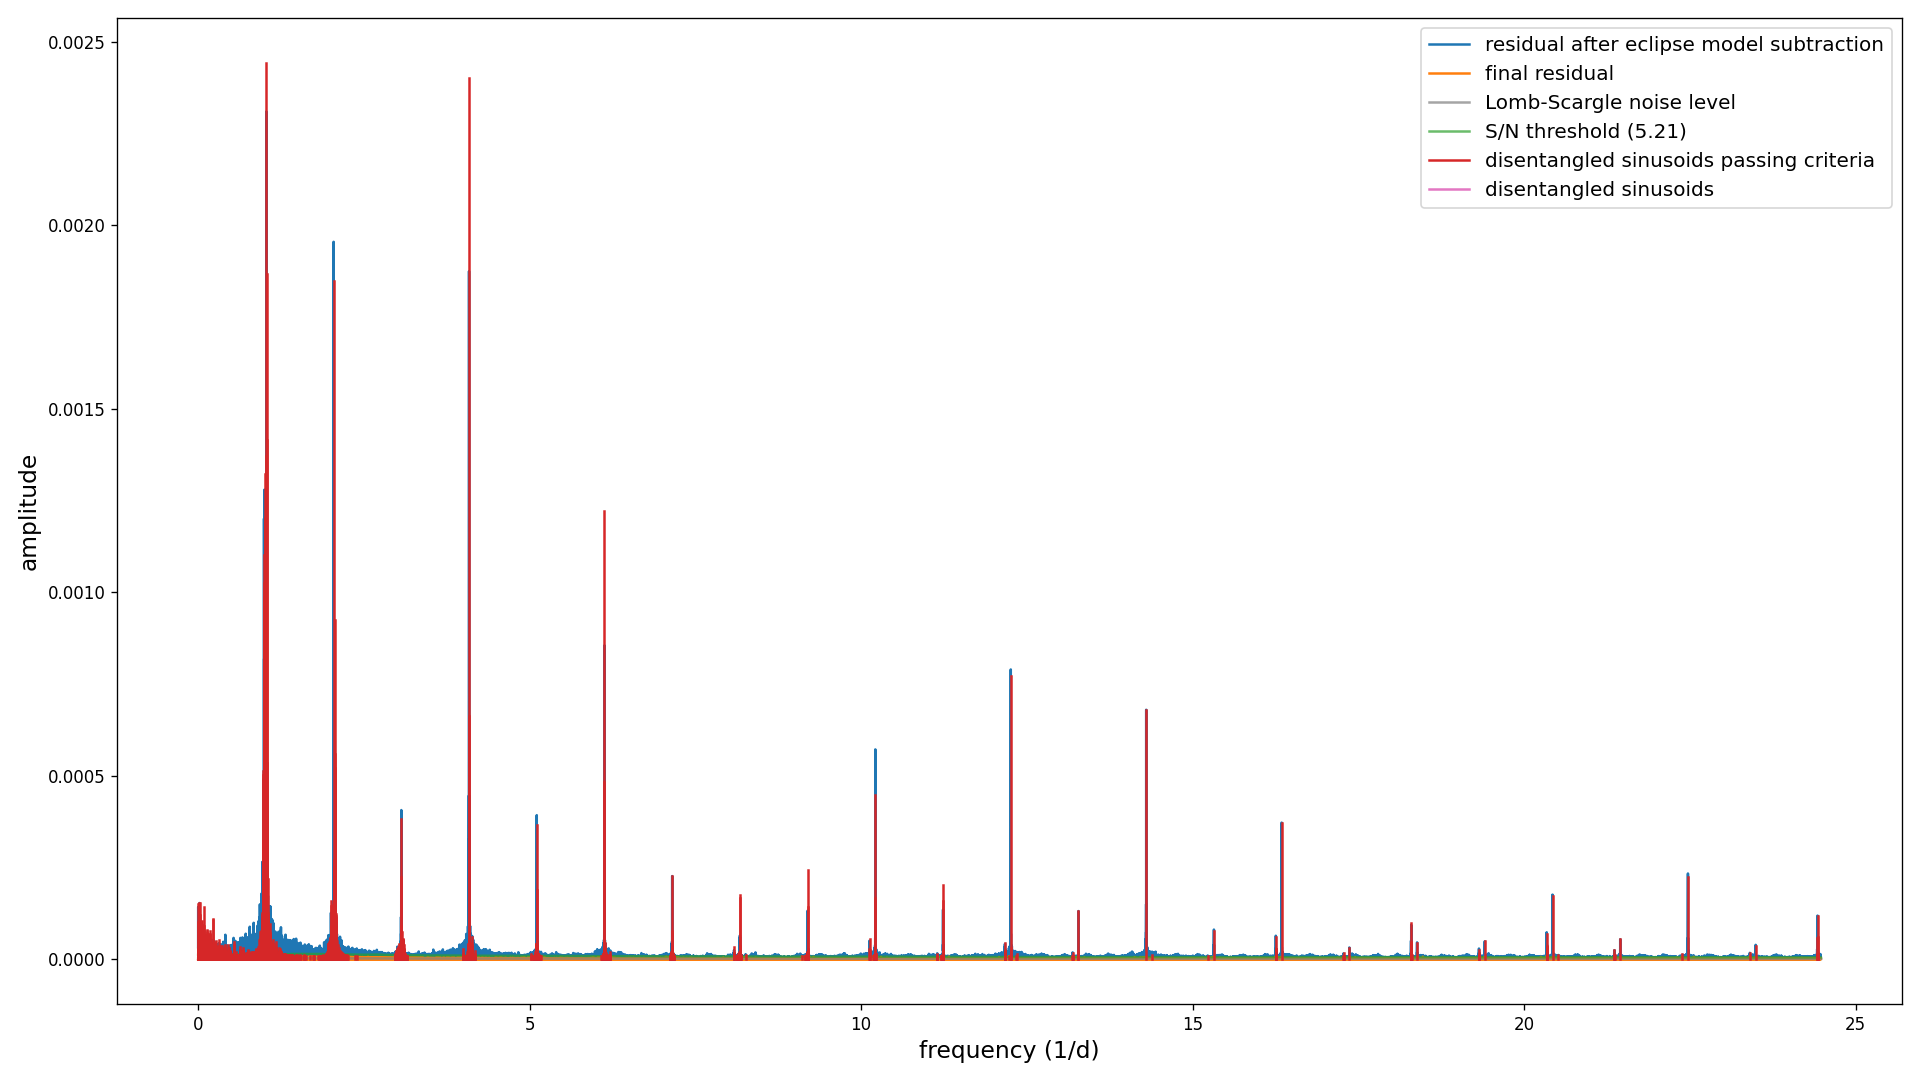 0.0025
0.0020
0.0015
0.0010
0.0005
0.0000
amplitude
residual after eclipse model subtraction
final residual
Lomb-Scargle noise level
S/N threshold (5.21)
disentangled sinusoids passing criteria
disentangled sinusoids
0 5 10 15 20 25
frequency (1/d)